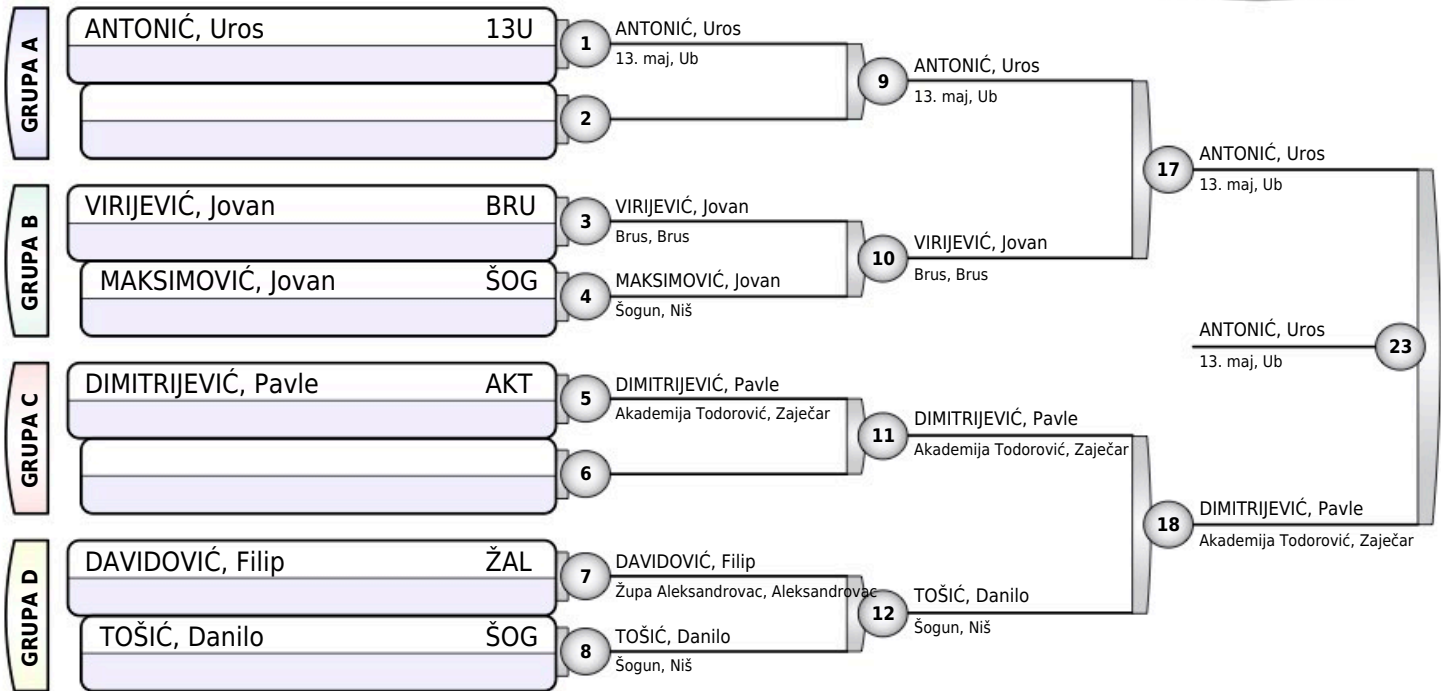 GRUPA A
ANTONIĆ, Uros 13U
1
ANTONIĆ, Uros
13. maj, Ub
2
9
ANTONIĆ, Uros
13. maj, Ub
GRUPA B
VIRIJEVIĆ, Jovan BRU
3
VIRIJEVIĆ, Jovan
Brus, Brus
MAKSIMOVIĆ, Jovan ŠOG
4
MAKSIMOVIĆ, Jovan
Šogun, Niš
10
VIRIJEVIĆ, Jovan
Brus, Brus
17
ANTONIĆ, Uros
13. maj, Ub
GRUPA C
DIMITRIJEVIĆ, Pavle AKT
5
DIMITRIJEVIĆ, Pavle
Akademija Todorović, Zaječar
6
11
DIMITRIJEVIĆ, Pavle
Akademija Todorović, Zaječar
GRUPA D
DAVIDOVIĆ, Filip ŽAL
7
DAVIDOVIĆ, Filip
Župa Aleksandrovac, Aleksandrovac
TOŠIĆ, Danilo ŠOG
8
TOŠIĆ, Danilo
Šogun, Niš
12
TOŠIĆ, Danilo
Šogun, Niš
18
DIMITRIJEVIĆ, Pavle
Akademija Todorović, Zaječar
ANTONIĆ, Uros
13. maj, Ub
23